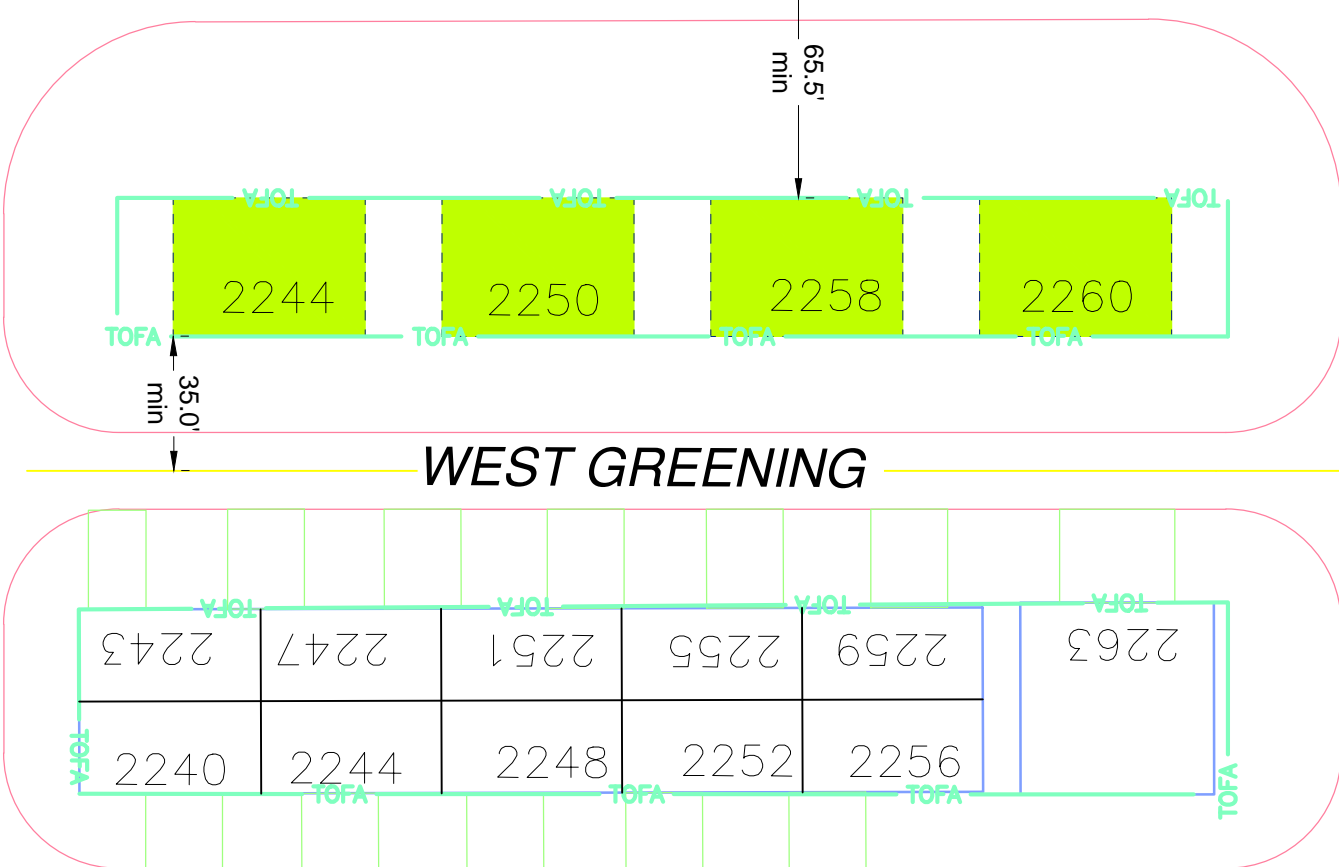 65.5'
min
TOFA TOFA TOFA TOFA
2244 2250 2258 2260
TOFA TOFA TOFA TOFA
35.0'
min
WEST GREENING
TOFA TOFA TOFA TOFA
2243 2247 2251 2255 2259 2263
TOFA
2240 2244 2248 2252 2256
TOFA TOFA TOFA TOFA